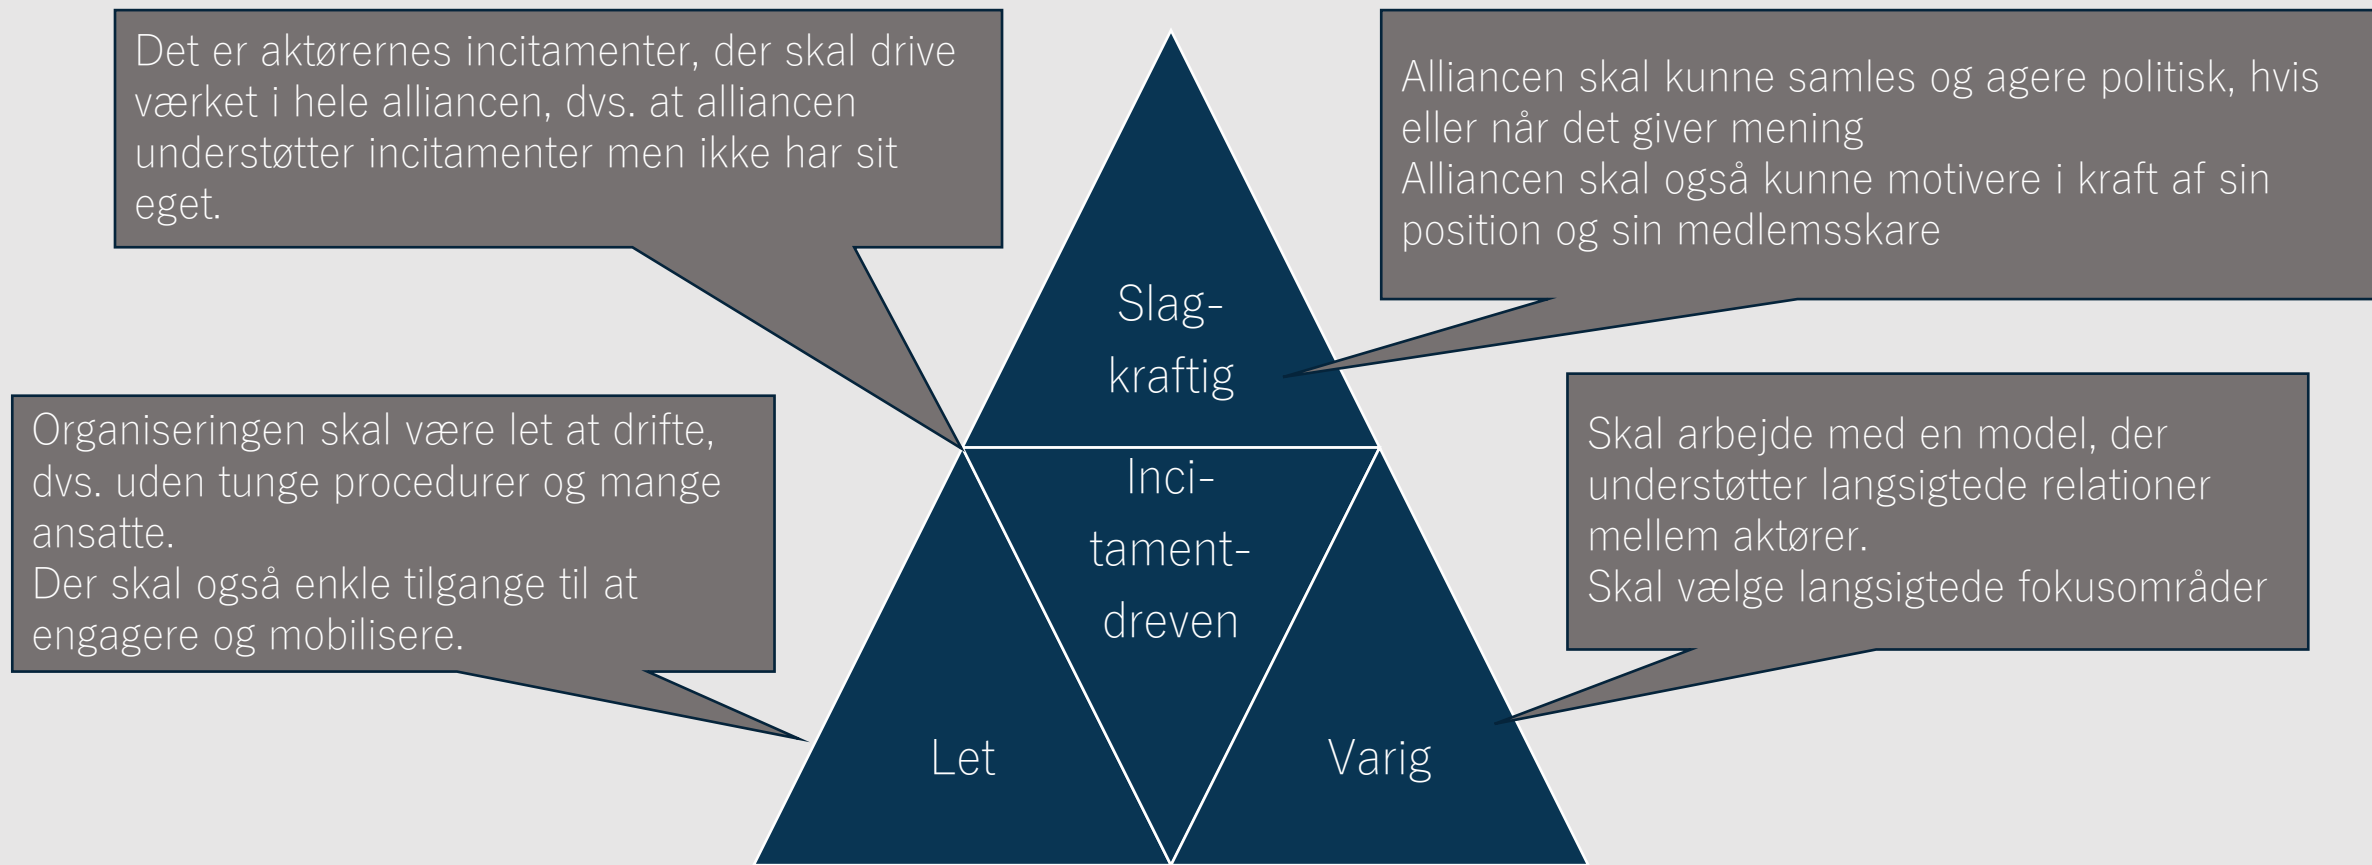 Det er aktørernes incitamenter, der skal drive
værket i hele alliancen, dvs. at alliancen
understøtter incitamenter men ikke har sit
eget.
Alliancen skal kunne samles og agere politisk, hvis
eller når det giver mening
Alliancen skal også kunne motivere i kraft af sin
position og sin medlemsskare
Slag-
kraftig
Organiseringen skal være let at drifte,
dvs. uden tunge procedurer og mange
ansatte.
Der skal også enkle tilgange til at
engagere og mobilisere.
Inci-
tament-
dreven
Skal arbejde med en model, der
understøtter langsigtede relationer
mellem aktører.
Skal vælge langsigtede fokusområder
Let
Varig